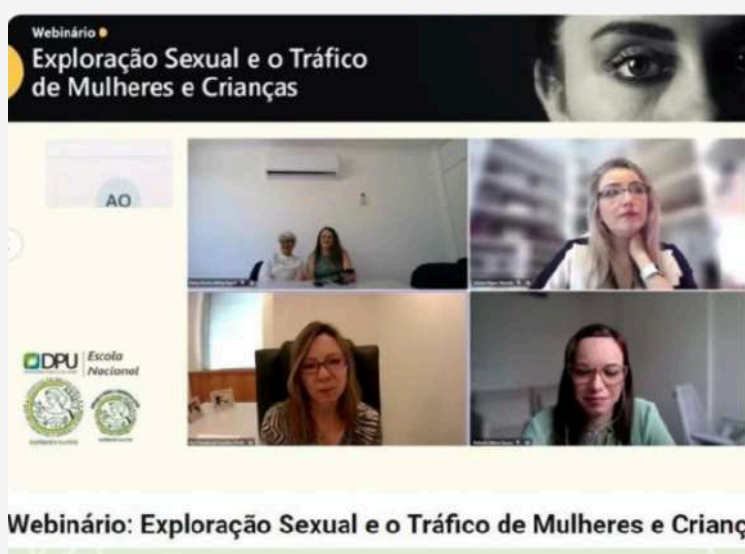 Webinário
Exploração Sexual e o Tráfico
de Mulheres e Crianças
AO
DPU Escola
Nacional
Webinário: Exploração Sexual e o Tráfico de Mulheres e Crianç